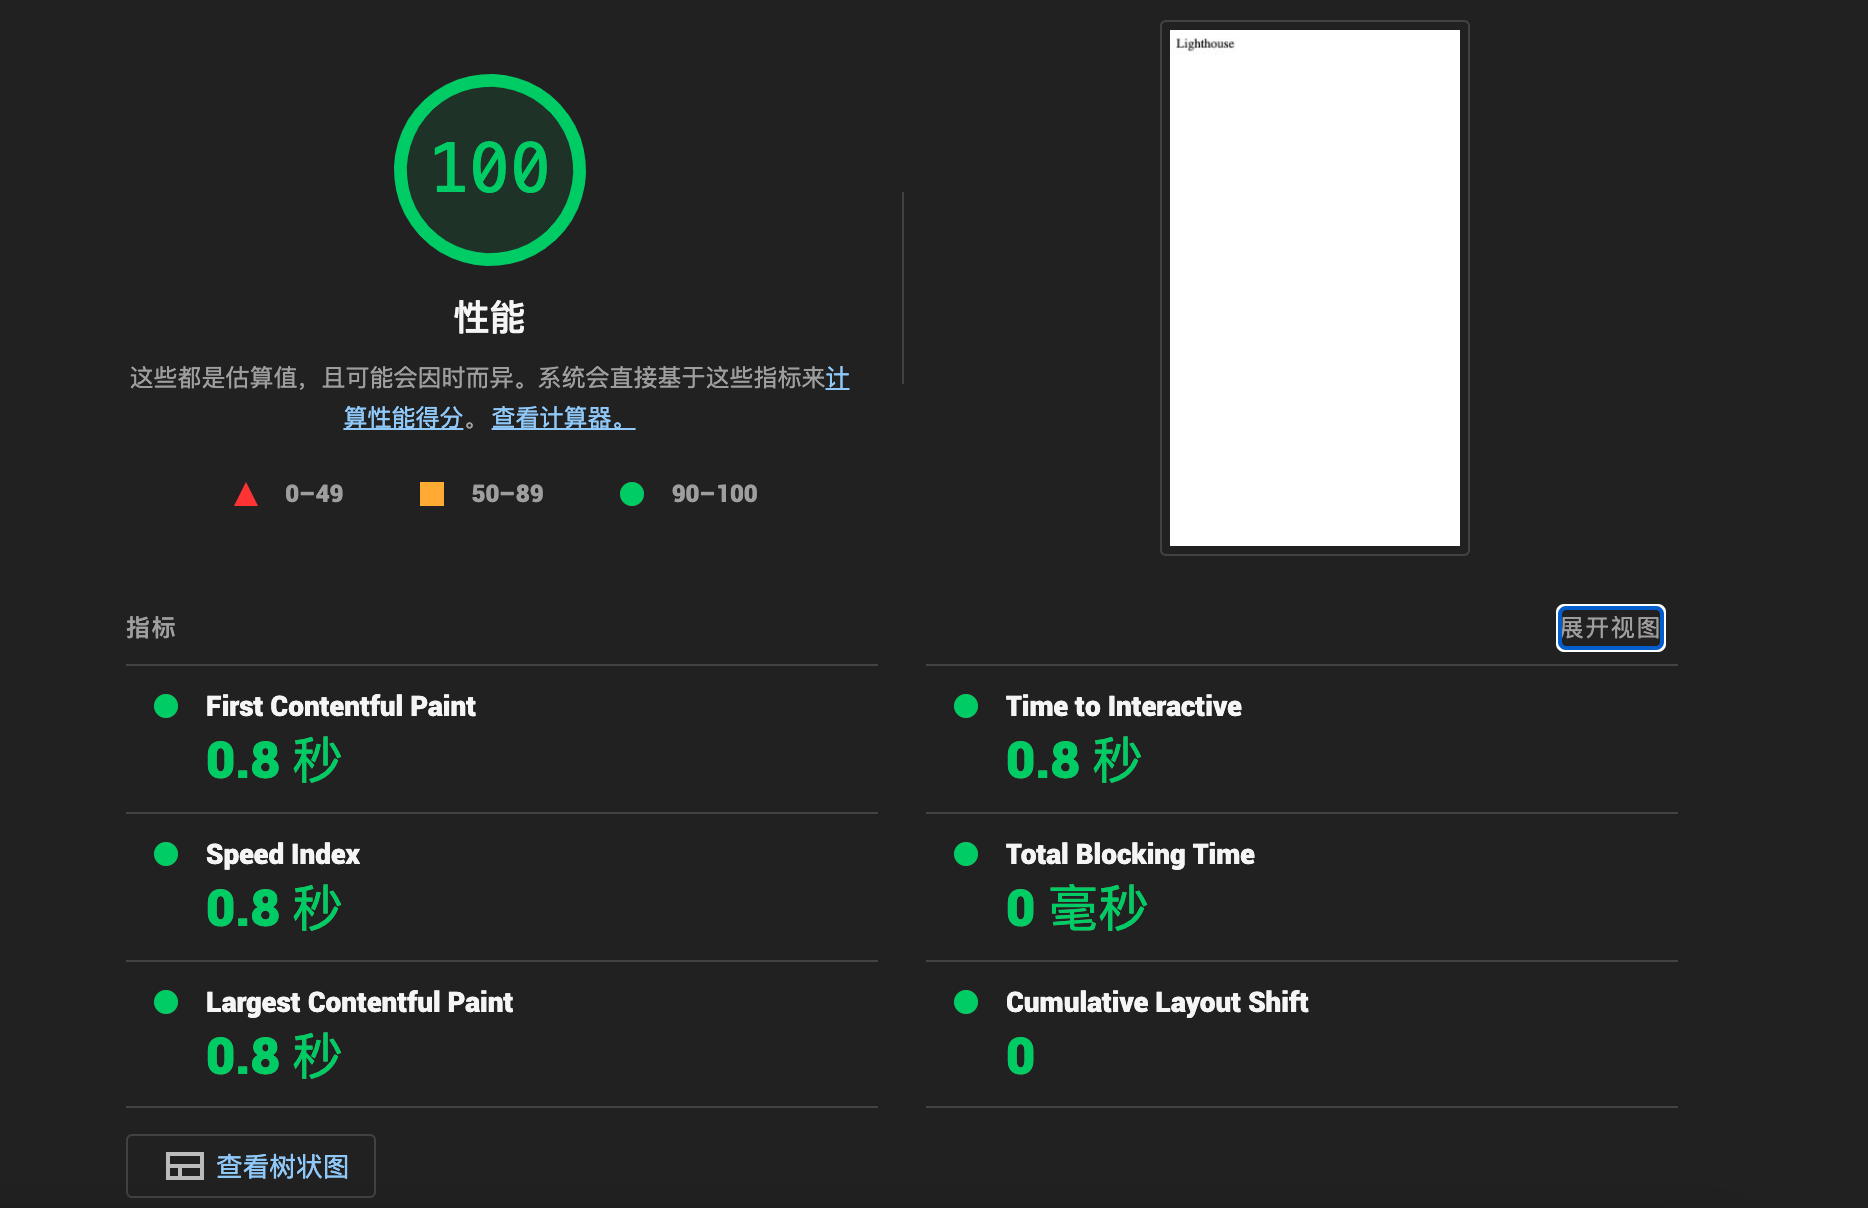 Lighthouse
100
性能
这些都是估算值，且可能会因时而异。系统会直接基于这些指标来计
算性能得分。 查看计算器。
0–49
50–89
90–100
指标
展开视图
First Contentful Paint
0.8 秒
Time to Interactive
0.8 秒
Speed Index
0.8 秒
Total Blocking Time
0 毫秒
Largest Contentful Paint
0.8 秒
Cumulative Layout Shift
0
查看树状图